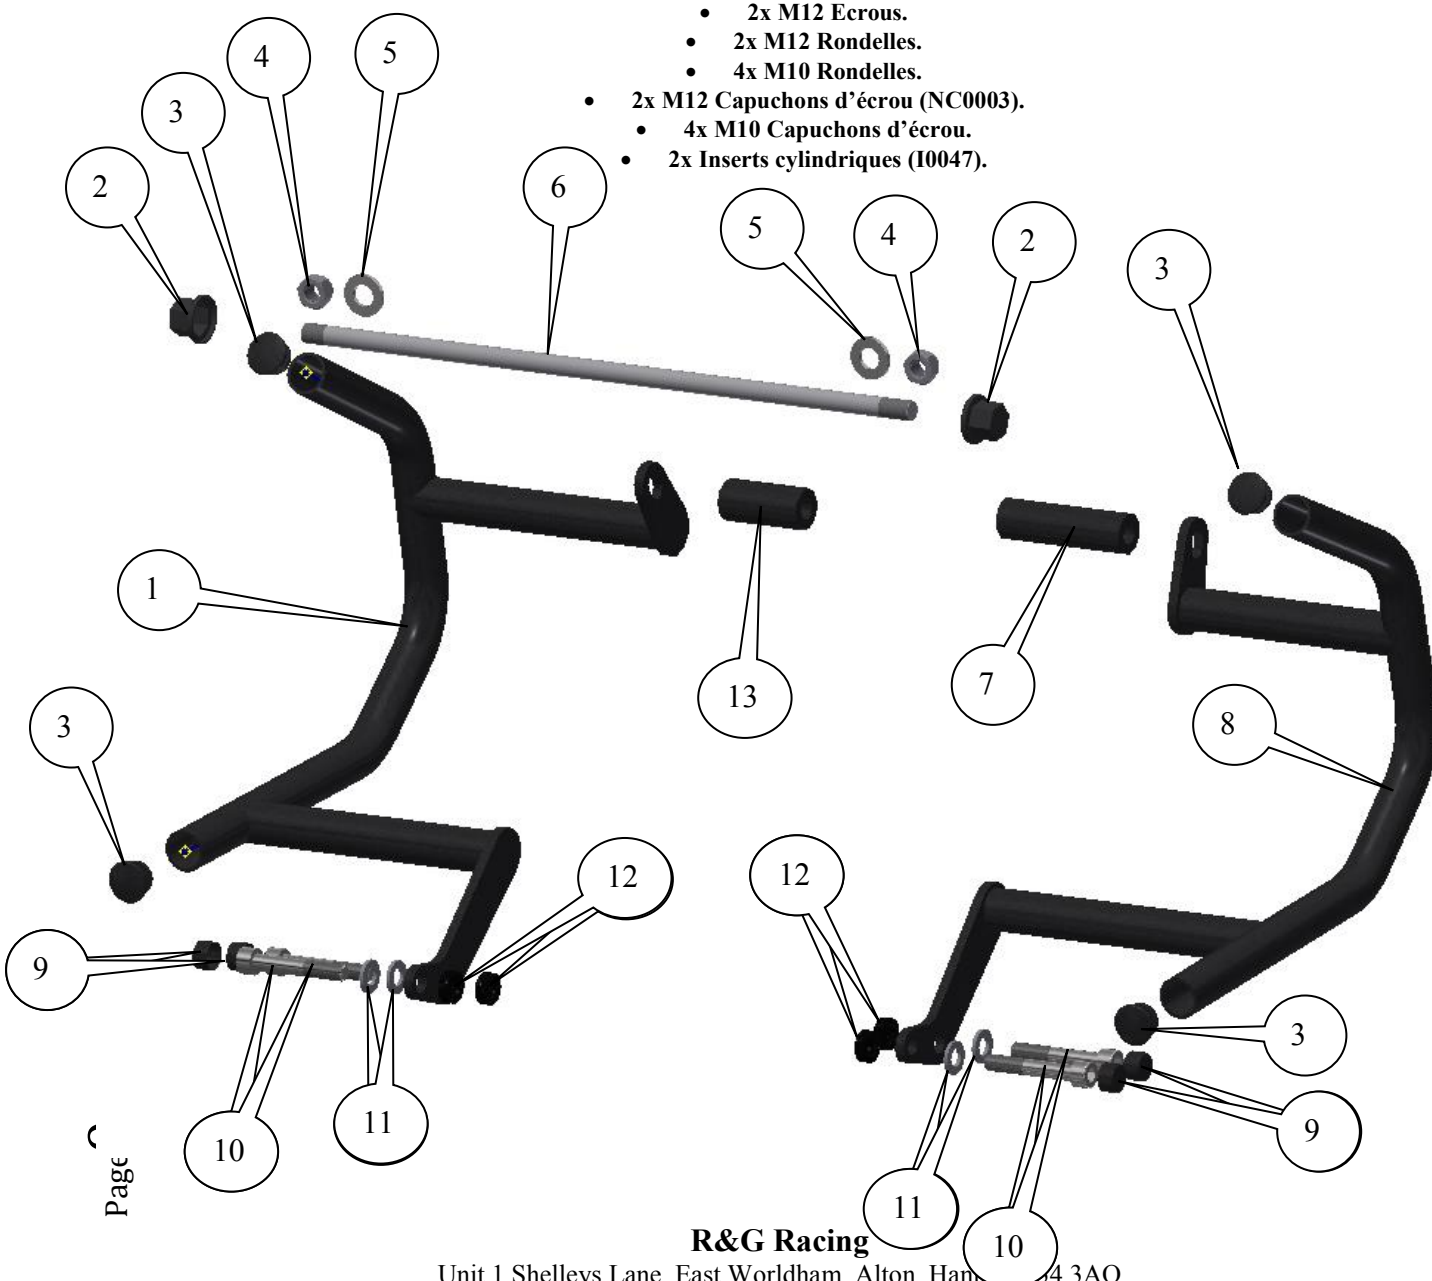 • 2x M12 Ecrous.
• 2x M12 Rondelles.
• 4x M10 Rondelles.
• 2x M12 Capuchons d’écrou (NC0003).
• 4x M10 Capuchons d’écrou.
• 2x Inserts cylindriques (I0047).
4
5
3
2
6
5
4
2
3
1
13
7
8
3
12
12
9
3
10
11
9
11
10
Page
R&G Racing
Unit 1 Shelleys Lane, East Worldham, Alton, 3AQ